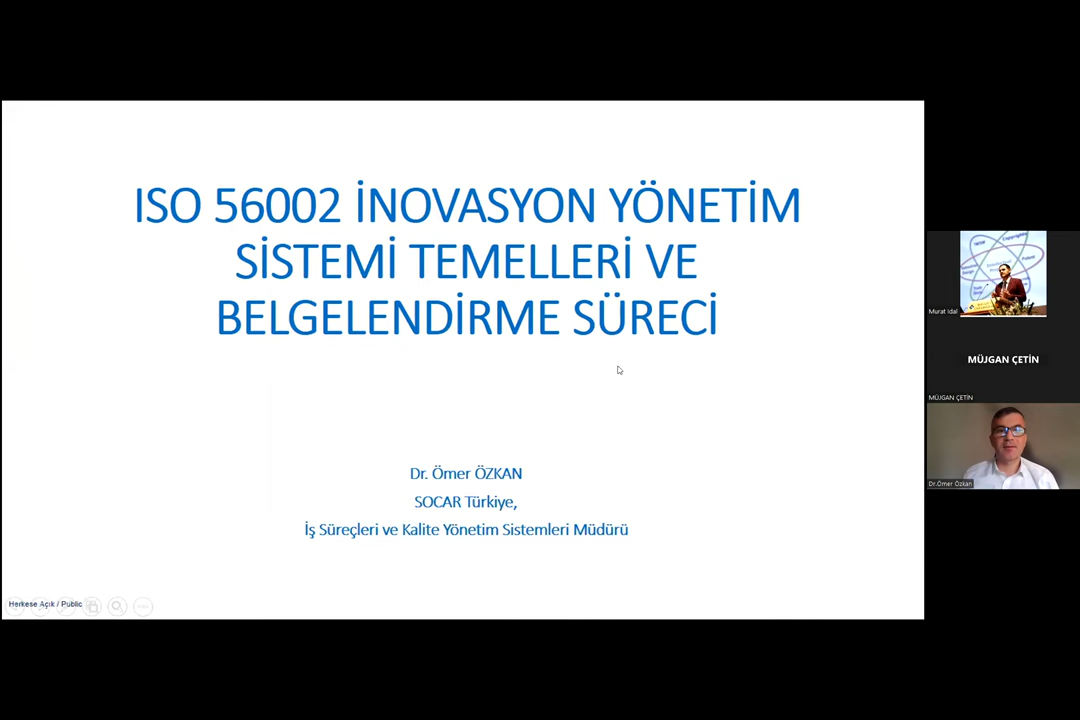 ISO 56002 İNOVASYON YÖNETİM
SİSTEMİ TEMELLERİ VE
BELGELENDİRME SÜRECİ
Dr. Ömer ÖZKAN
SOCAR Türkiye,
İş Süreçleri ve Kalite Yönetim Sistemleri Müdürü
Herkese Açık / Public
Murat idal
MÜJGAN ÇETİN
MÜJGAN ÇETİN
Dr.Ömer Özkan